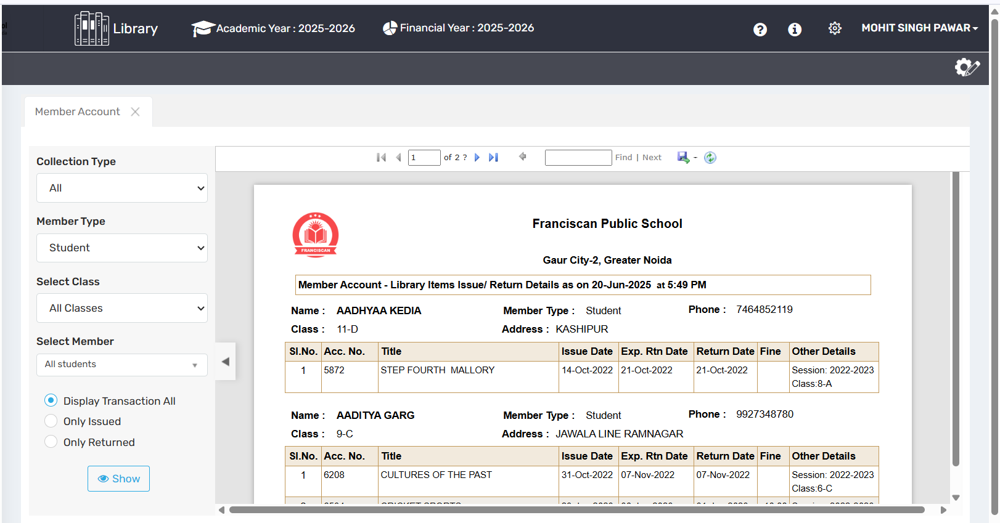 Library
Academic Year : 2025-2026
Financial Year : 2025-2026
MOHIT SINGH PAWAR
Member Account
Collection Type
All
Member Type
Student
Select Class
All Classes
Select Member
All students
Display Transaction All
Only Issued
Only Returned
Show
1 of 2 ?
Find | Next
FRANCISCAN
Franciscan Public School
Gaur City-2, Greater Noida
Member Account - Library Items Issue/ Return Details as on 20-Jun-2025 at 5:49 PM
Name : AADHYAA KEDIA Member Type : Student Phone : 7464852119
Class : 11-D Address : KASHIPUR
Sl.No. Acc. No. Title Issue Date Exp. Rtn Date Return Date Fine Other Details
1 5872 STEP FOURTH MALLORY 14-Oct-2022 21-Oct-2022 21-Oct-2022 Session: 2022-2023
Class:8-A
Name : AADITYA GARG Member Type : Student Phone : 9927348780
Class : 9-C Address : JAWALA LINE RAMNAGAR
Sl.No. Acc. No. Title Issue Date Exp. Rtn Date Return Date Fine Other Details
1 6208 CULTURES OF THE PAST 31-Oct-2022 07-Nov-2022 07-Nov-2022 Session: 2022-2023
Class:6-C